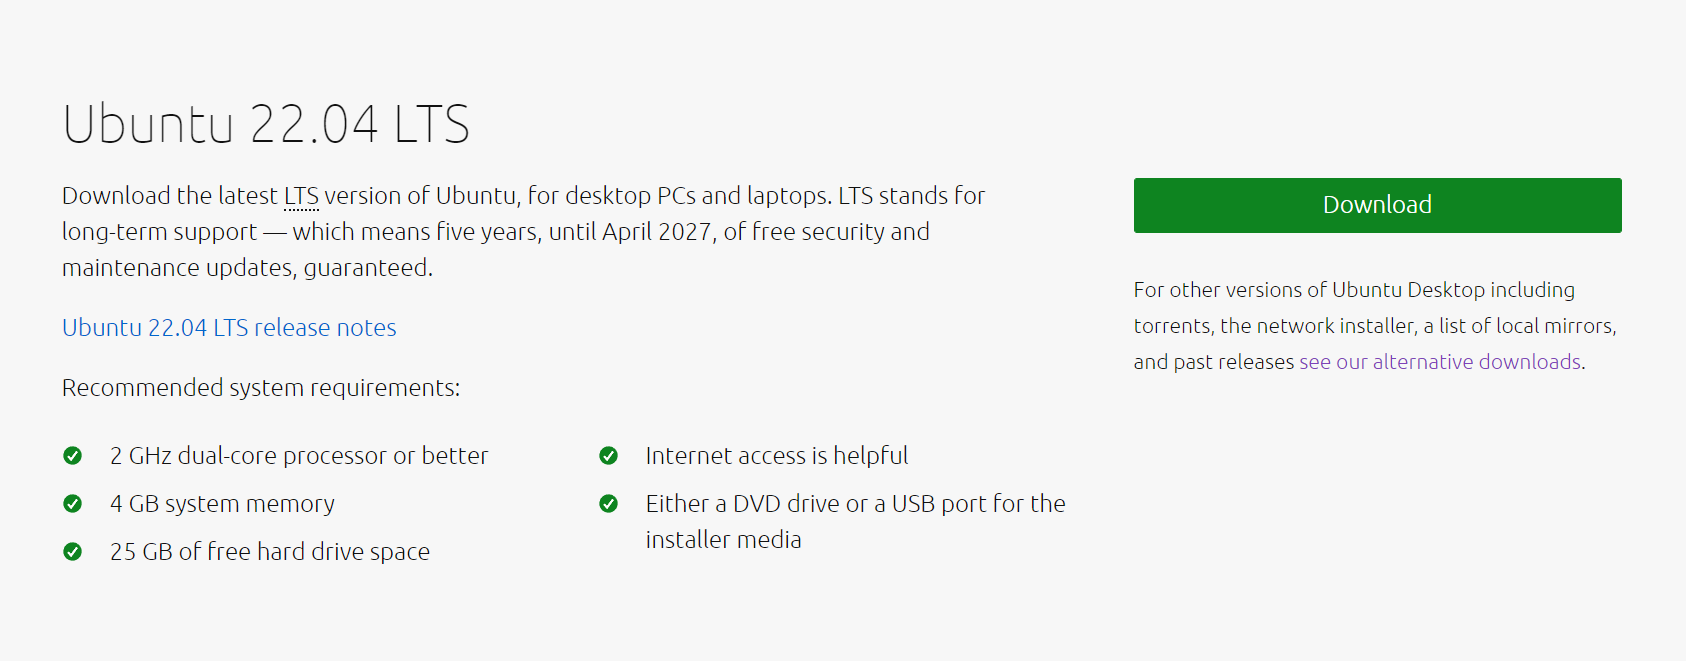 Ubuntu 22.04 LTS
Download the latest LTS version of Ubuntu, for desktop PCs and laptops. LTS stands for
long-term support — which means five years, until April 2027, of free security and
maintenance updates, guaranteed.
Ubuntu 22.04 LTS release notes
Recommended system requirements:
2 GHz dual-core processor or better
4 GB system memory
25 GB of free hard drive space
Internet access is helpful
Either a DVD drive or a USB port for the
installer media
Download
For other versions of Ubuntu Desktop including
torrents, the network installer, a list of local mirrors,
and past releases see our alternative downloads.